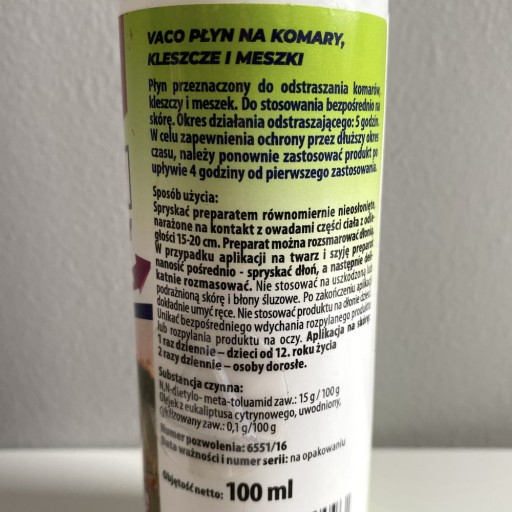 VACO PŁYN NA KOMARY,
KLESZCZE I MESZKI
Płyn przeznaczony do odstraszania komarów,
kleszczy i meszek. Do stosowania bezpośrednio na
skórę. Okres działania odstraszającego: 5 godzin.
W celu zapewnienia ochrony przez dłuższy okres
czasu, należy ponownie zastosować produkt po
upływie 4 godziny od pierwszego zastosowania.
Sposób użycia:
Spryskać preparatem równomiernie nieosłonięte,
narażone na kontakt z owadami części ciała z odle-
głości 15-20 cm. Preparat można rozsmarować dłonią.
W przypadku aplikacji na twarz i szyję preparat
nanosić pośrednio - spryskać dłoń, a następnie deli-
katnie rozmasować. Nie stosować na uszkodzoną lub
podrażnioną skórę i błony śluzowe. Po zakończeniu aplikacji
dokładnie umyć ręce. Nie stosować produktu na dłonie dzieci.
Unikać bezpośredniego wdychania rozpylanego produktu
lub rozpylania produktu na oczy. Aplikacja na skórę:
1 raz dziennie – dzieci od 12. roku życia
2 razy dziennie – osoby dorosłe.
Substancja czynna:
N,N-dietylo- meta-toluamid zaw.: 15 g / 100 g
Olejek z eukaliptusa cytrynowego, uwodniony,
cyklizowany zaw.: 0,1 g/100 g
Numer pozwolenia: 6551/16
Data ważności i numer serii: na opakowaniu
Objętość netto: 100 ml